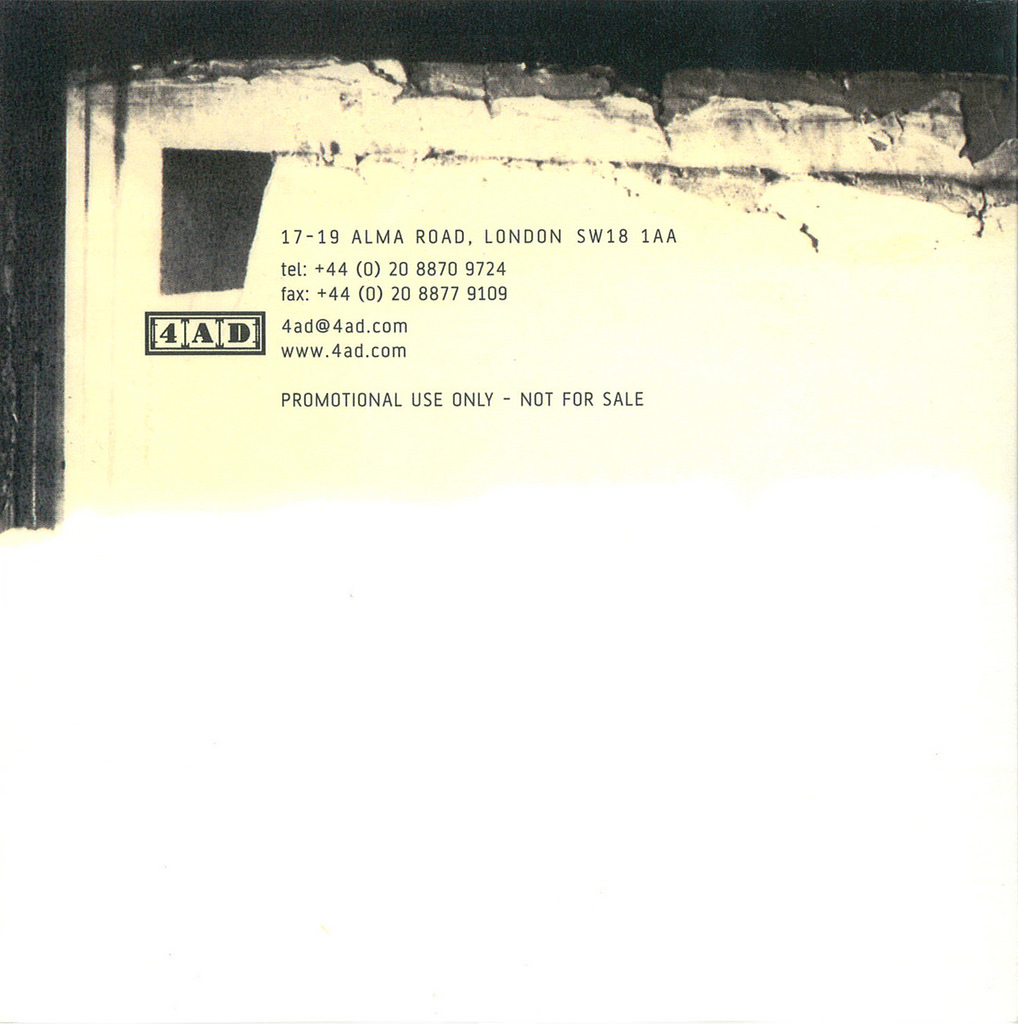 17-19 ALMA ROAD, LONDON SW18 1AA
tel: +44 (0) 20 8870 9724
fax: +44 (0) 20 8877 9109
4AD
4ad@4ad.com
www.4ad.com
PROMOTIONAL USE ONLY - NOT FOR SALE